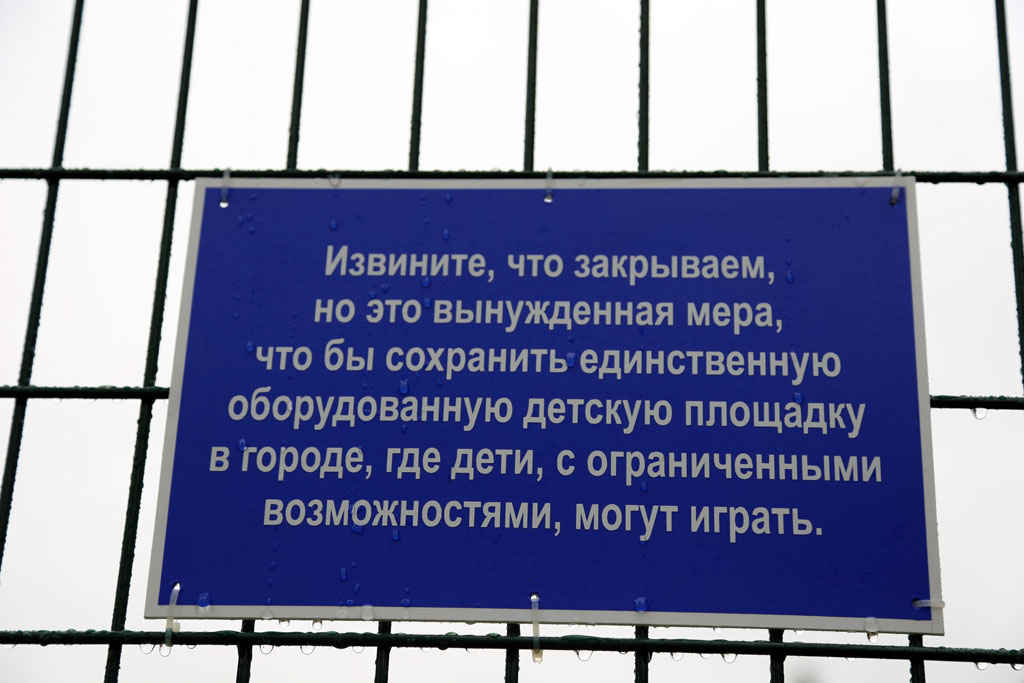 Извините, что закрываем,
но это вынужденная мера,
что бы сохранить единственную
оборудованную детскую площадку
в городе, где дети, с ограниченными
возможностями, могут играть.